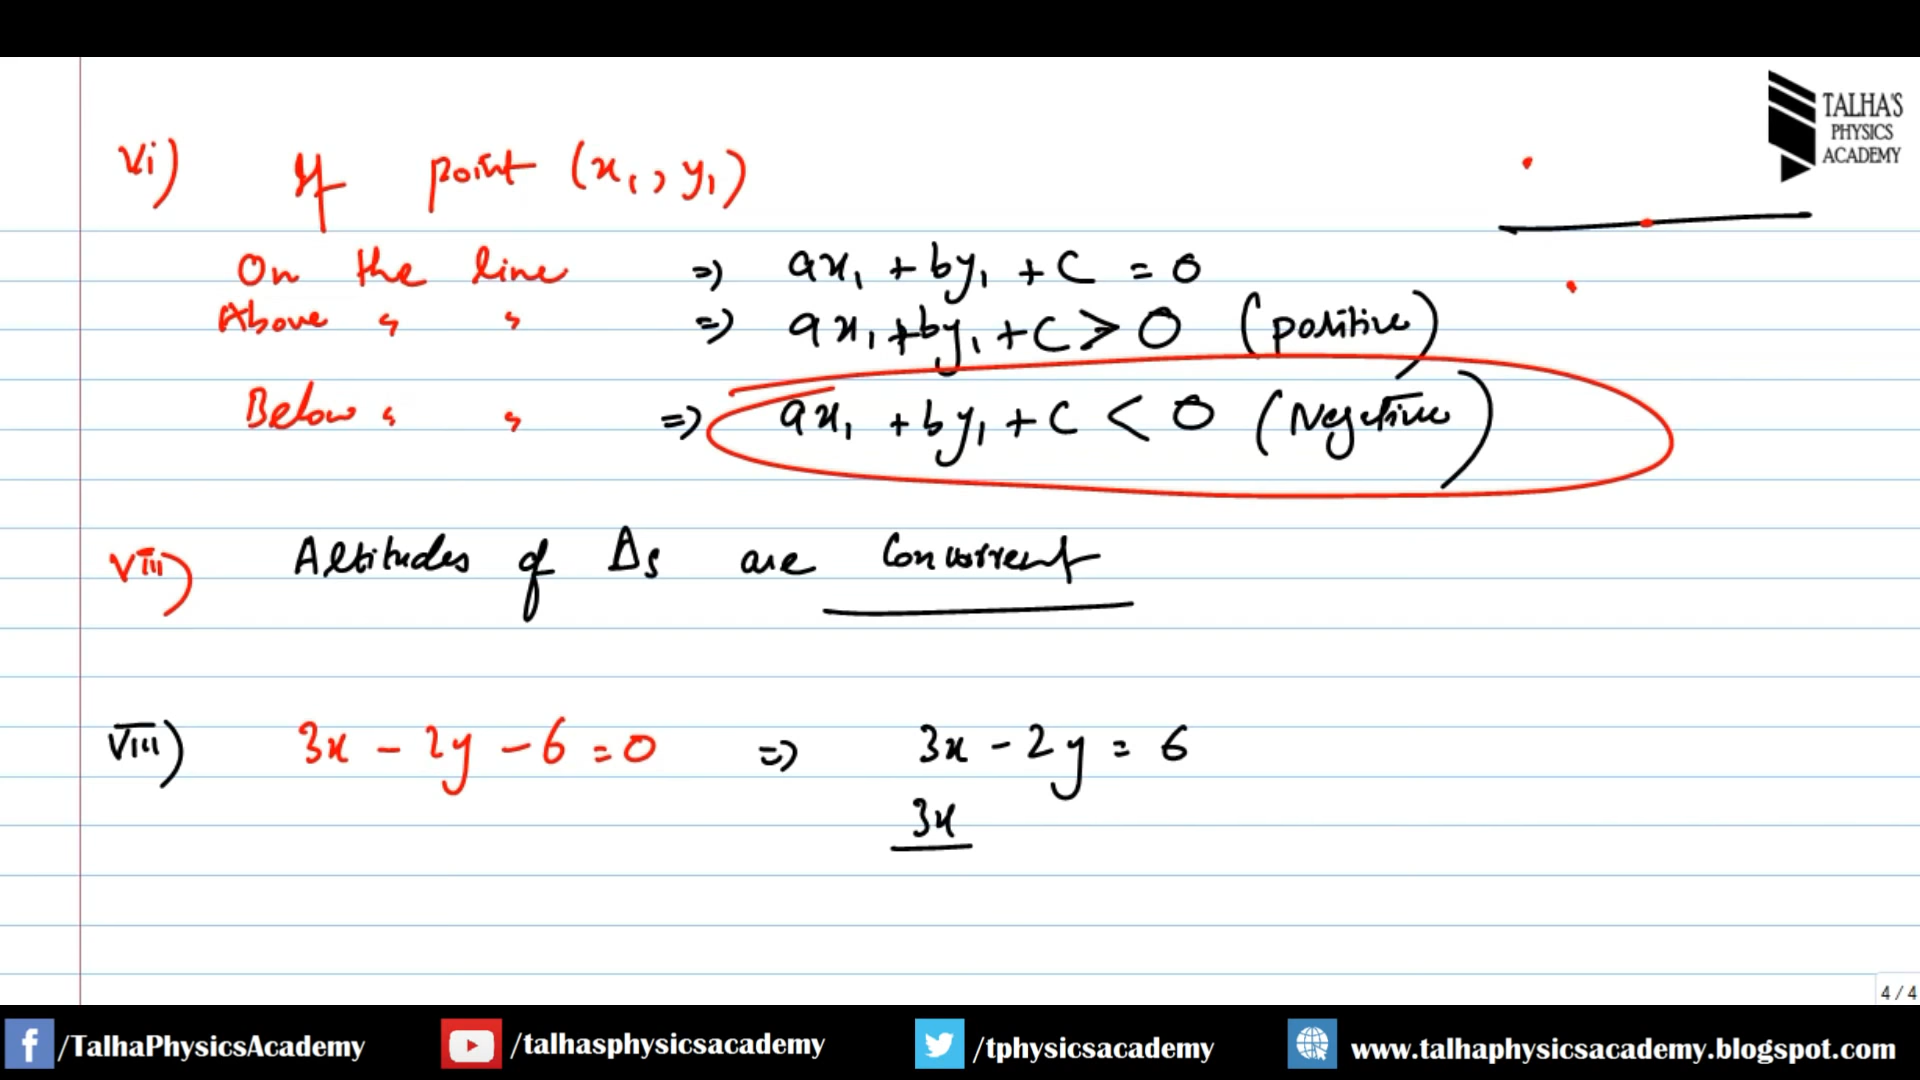 TALHA'S
PHYSICS
ACADEMY
vi) If point (x₁, y₁)
On the line ⇒ ax₁ + by₁ + c = 0
Above " " ⇒ ax₁ + by₁ + c > 0 (positive)
Below " " ⇒ ax₁ + by₁ + c < 0 (Negative)
VIII) Altitudes of Δs are Concurrent
VIII) 3x - 2y - 6 = 0 ⇒ 3x - 2y = 6
3x
4 / 4
/TalhaPhysicsAcademy /talhasphysicsacademy /tphysicsacademy www.talhaphysicsacademy.blogspot.com